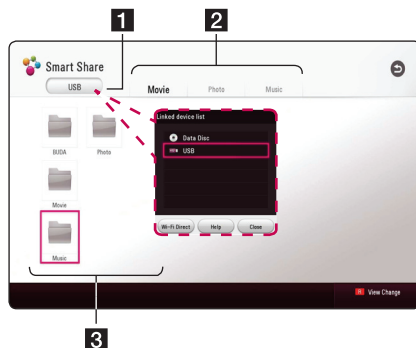 1
2
Smart Share
USB
Movie
Photo
Music
Linked device list
Data Disc
USB
BUDA
Photo
Movie
Wi-Fi Direct
Help
Close
Music
R
View Change
3